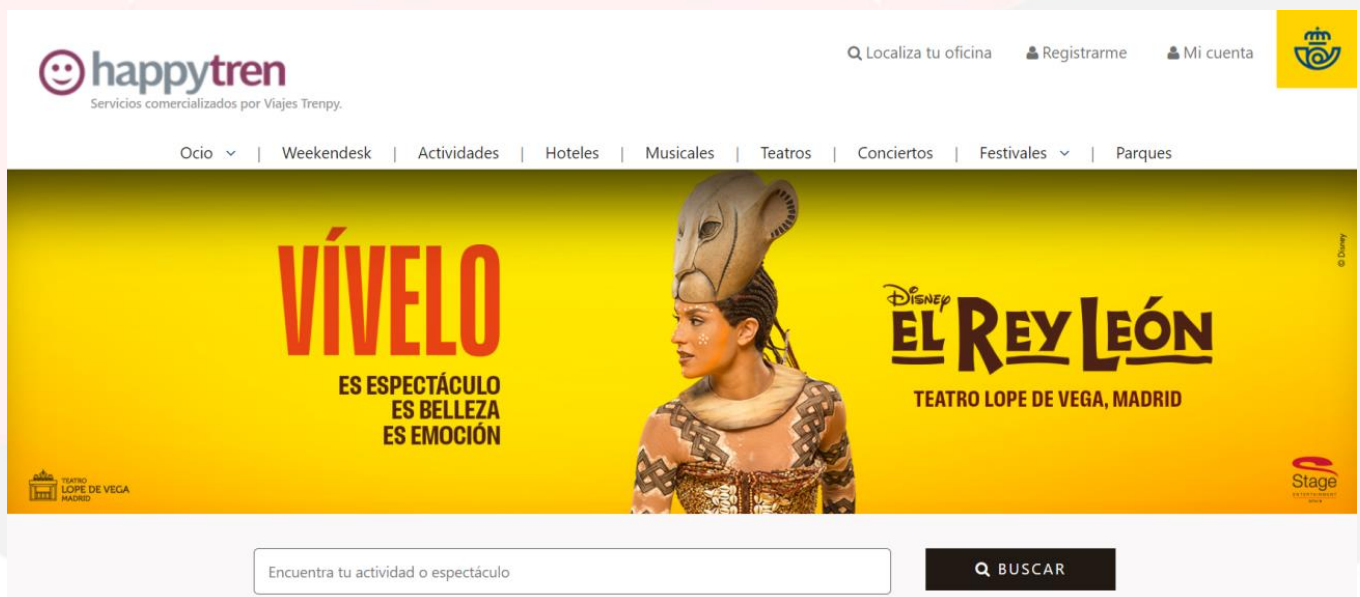 Localiza tu oficina Registrarme Mi cuenta
happytren
Servicios comercializados por Viajes Trenpy.
Ocio | Weekendesk | Actividades | Hoteles | Musicales | Teatros | Conciertos | Festivales | Parques
VÍVELO
ES ESPECTÁCULO
ES BELLEZA
ES EMOCIÓN
DISNEY
EL REY LEÓN
TEATRO LOPE DE VEGA, MADRID
© Disney
TEATRO
LOPE DE VEGA
MADRID
Stage
ENTERTAINMENT
Encuentra tu actividad o espectáculo
BUSCAR